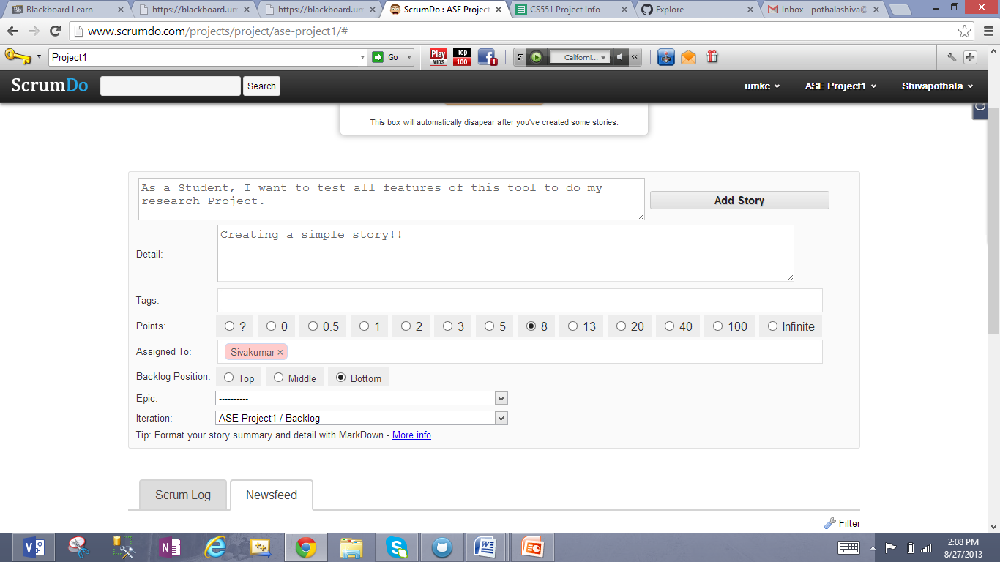 Blackboard Learn
https://blackboard.um
https://blackboard.um
ScrumDo : ASE Project
CS551 Project Info
Explore
Inbox - pothalashiva@
www.scrumdo.com/projects/project/ase-project1/#
Project1
Go
Play VIDS
Top 100
1
..... Californi...
ScrumDo
Search
umkc
ASE Project1
Shivapothala
This box will automatically disapear after you've created some stories.
As a Student, I want to test all features of this tool to do my
research Project.
Add Story
Creating a simple story!!
Detail:
Tags:
Points:
? 0 0.5 1 2 3 5 8 13 20 40 100 Infinite
Assigned To:
Sivakumar ×
Backlog Position:
Top Middle Bottom
Epic:
----------
Iteration:
ASE Project1 / Backlog
Tip: Format your story summary and detail with MarkDown - More info
Scrum Log
Newsfeed
Filter
2:08 PM
8/27/2013